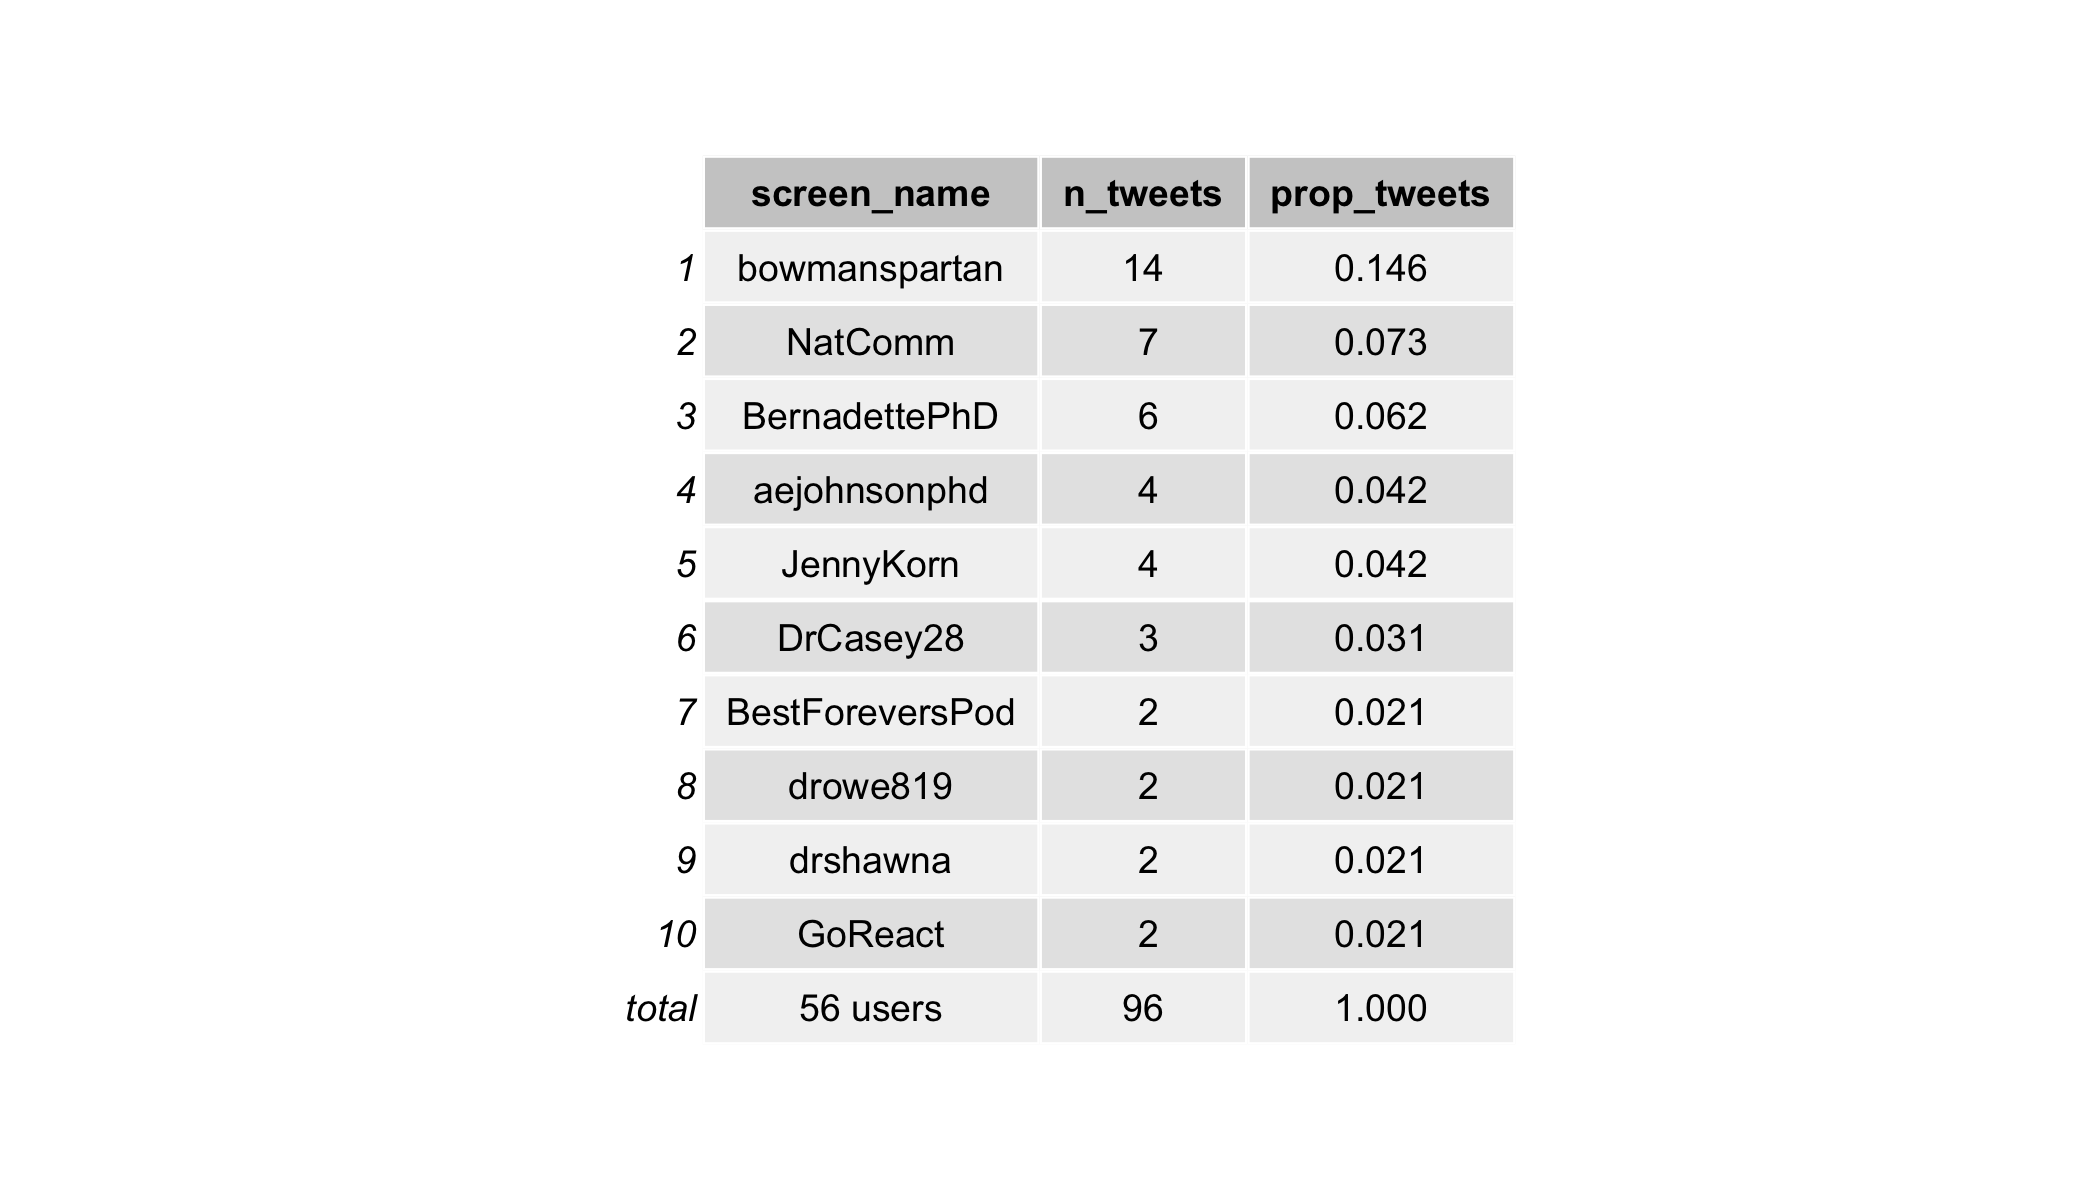 screen_name n_tweets prop_tweets
1 bowmanspartan 14 0.146
2 NatComm 7 0.073
3 BernadettePhD 6 0.062
4 aejohnsonphd 4 0.042
5 JennyKorn 4 0.042
6 DrCasey28 3 0.031
7 BestForeversPod 2 0.021
8 drowe819 2 0.021
9 drshawna 2 0.021
10 GoReact 2 0.021
total 56 users 96 1.000